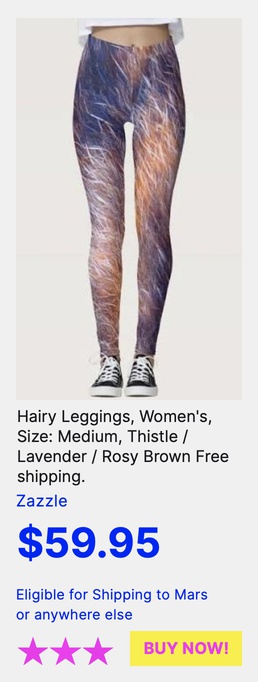 Hairy Leggings, Women's,
Size: Medium, Thistle /
Lavender / Rosy Brown Free
shipping.
Zazzle
$59.95
Eligible for Shipping to Mars
or anywhere else
BUY NOW!